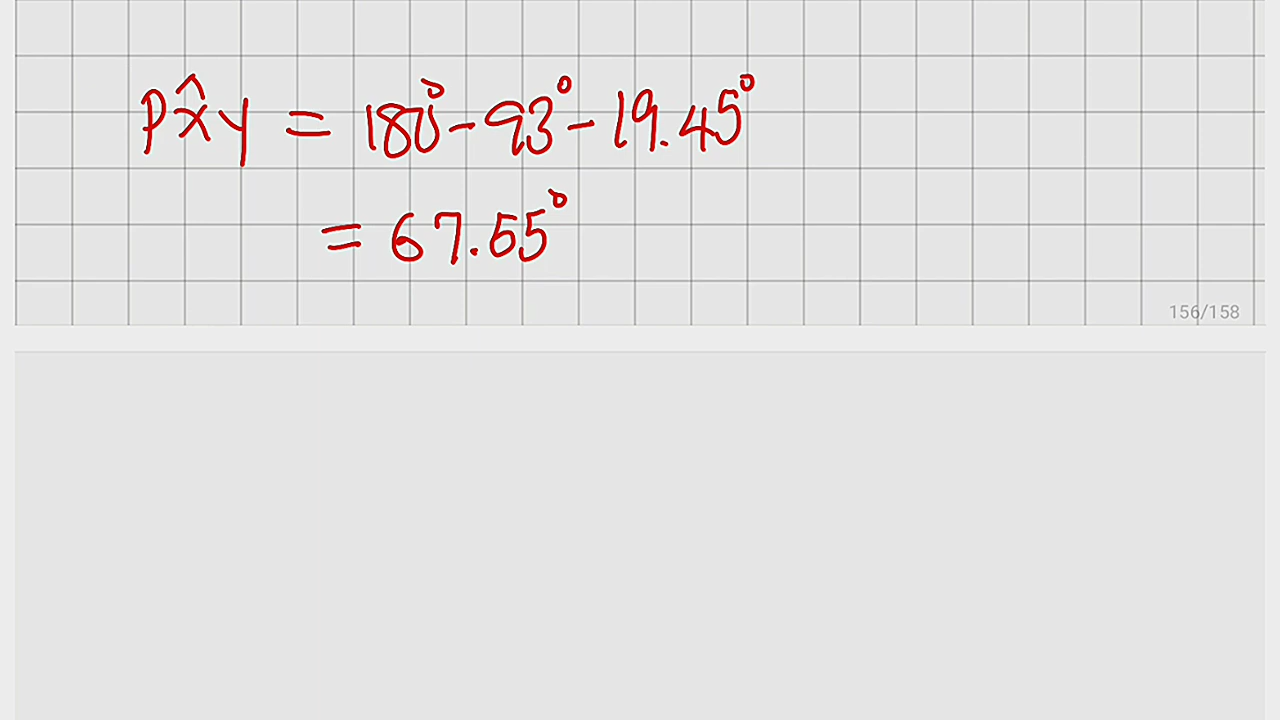 PX̂Y = 180° - 93° - 19.45°
= 67.55°
156/158